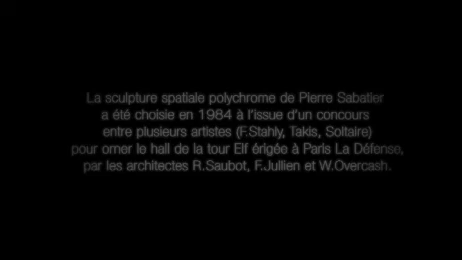 La sculpture spatiale polychrome de Pierre Sabatier
a été choisie en 1984 à l'issue d'un concours
entre plusieurs artistes (F.Stahly, Takis, Soltaire)
pour orner le hall de la tour Elf érigée à Paris La Défense,
par les architectes R.Saubot, F.Jullien et W.Overcash.